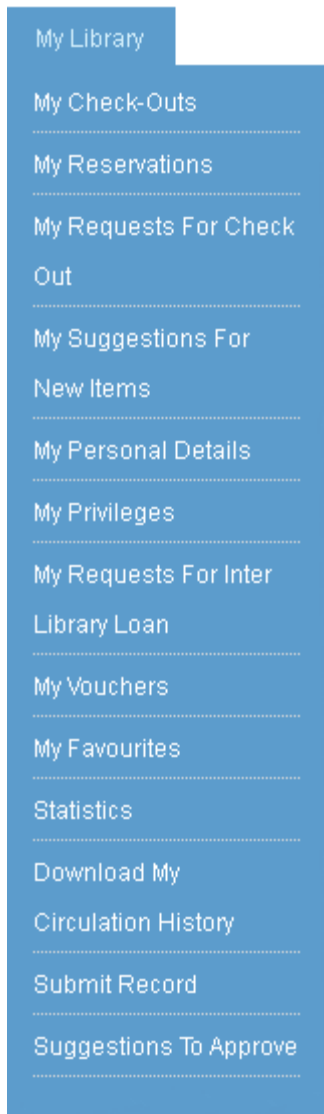 My Library
My Check-Outs
My Reservations
My Requests For Check
Out
My Suggestions For
New Items
My Personal Details
My Privileges
My Requests For Inter
Library Loan
My Vouchers
My Favourites
Statistics
Download My
Circulation History
Submit Record
Suggestions To Approve